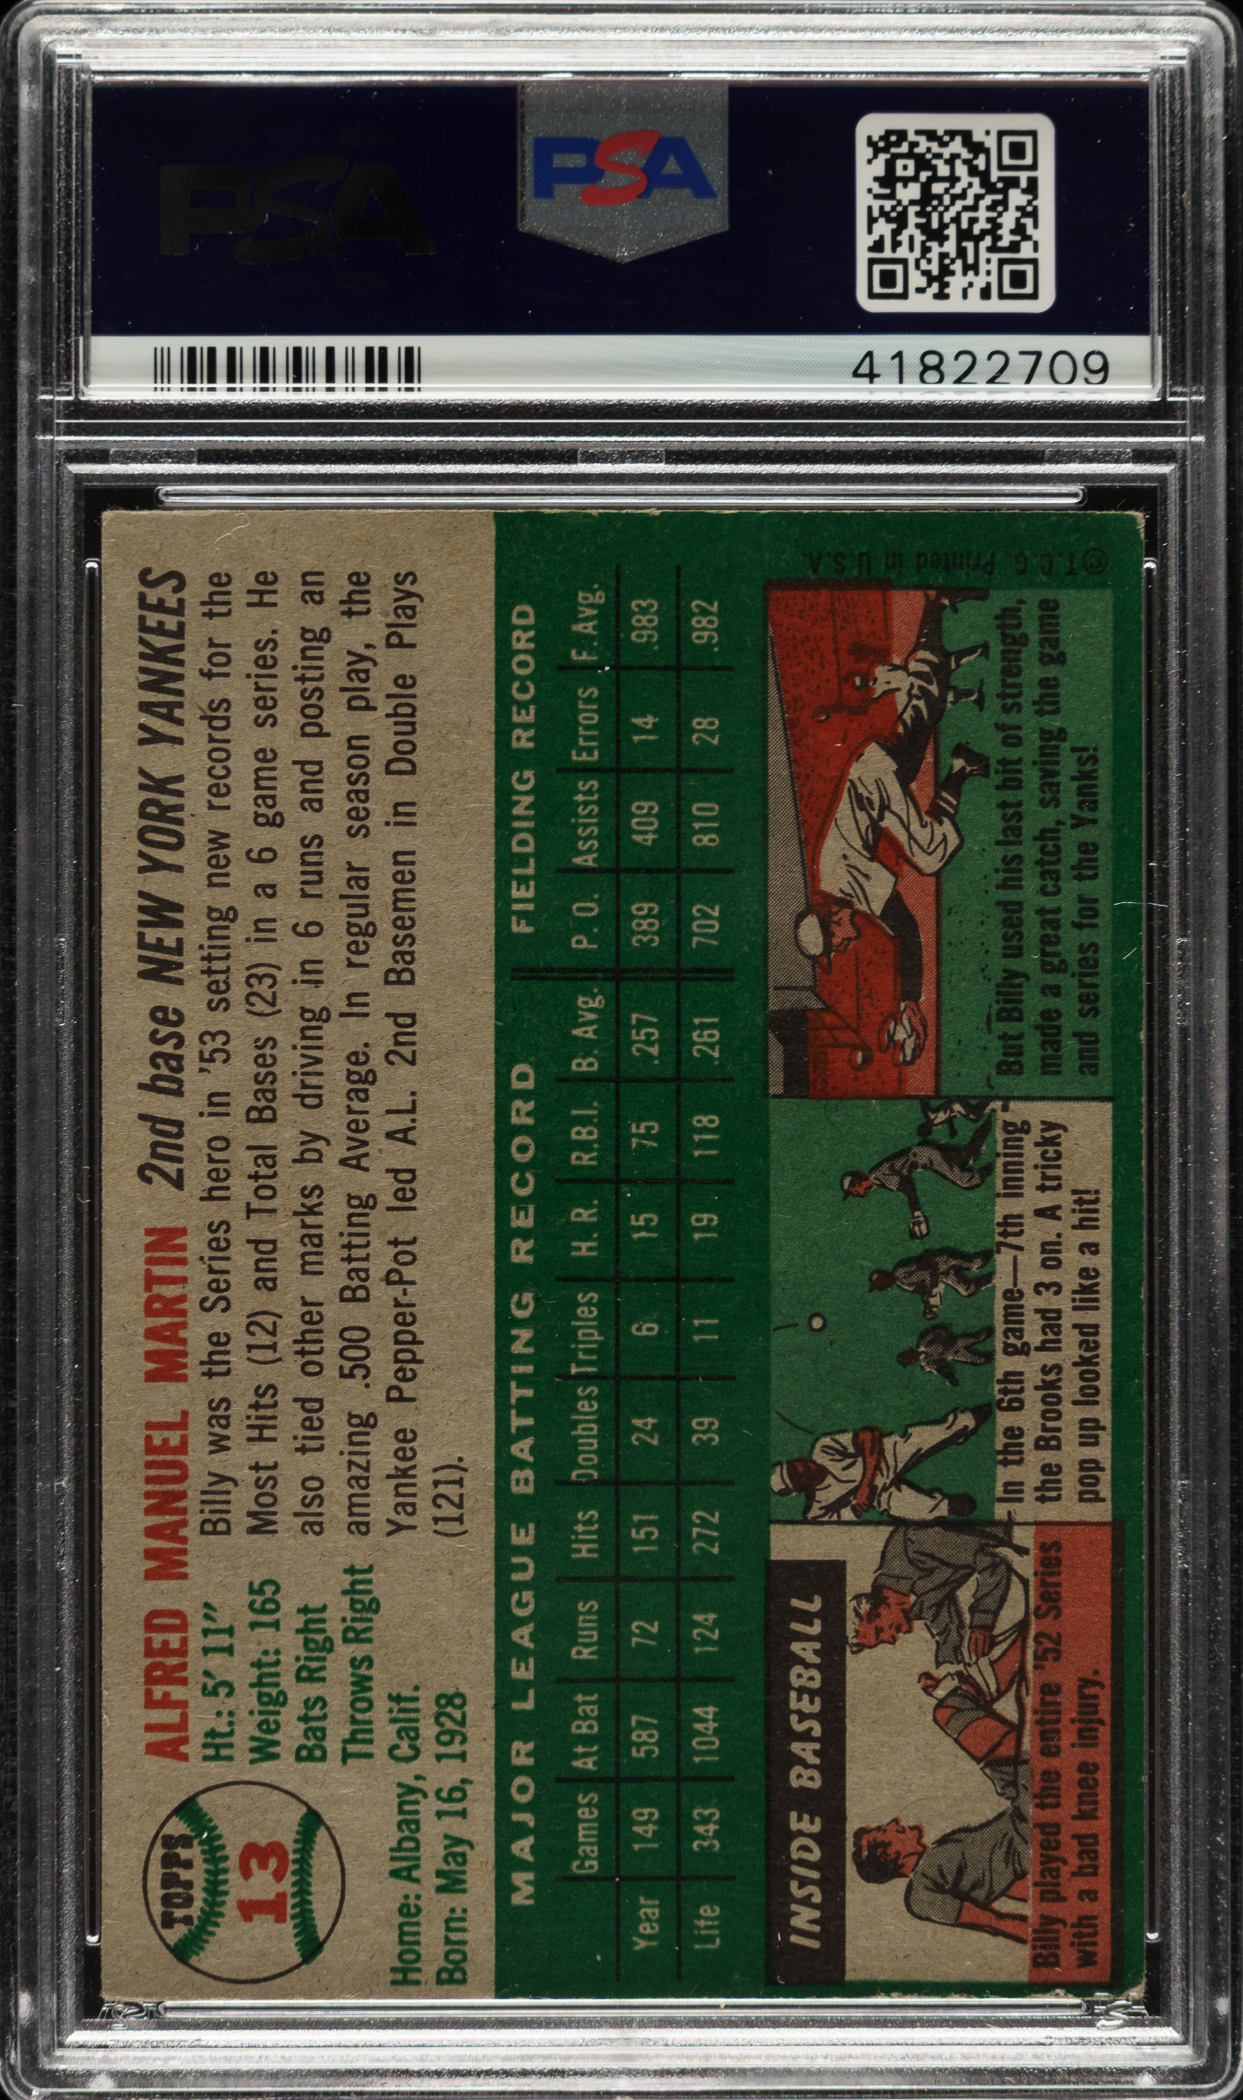 PSA
PSA
41822709
TOPPS
13
ALFRED MANUEL MARTIN 2nd base NEW YORK YANKEES
Ht.: 5' 11"
Weight: 165
Bats Right
Throws Right
Home: Albany, Calif.
Born: May 16, 1928
Billy was the Series hero in '53 setting new records for the
Most Hits (12) and Total Bases (23) in a 6 game series. He
also tied other marks by driving in 6 runs and posting an
amazing .500 Batting Average. In regular season play, the
Yankee Pepper-Pot led A.L. 2nd Basemen in Double Plays
(121).
MAJOR LEAGUE BATTING RECORD FIELDING RECORD
Games At Bat Runs Hits Doubles Triples H. R. R.B.I. B. Avg. P. O. Assists Errors F. Avg.
Year 149 587 72 151 24 6 15 75 .257 389 409 14 .983
Life 343 1044 124 272 39 11 19 118 .261 702 810 28 .982
INSIDE BASEBALL
Billy played the entire '52 Series
with a bad knee injury.
In the 6th game—7th inning
the Brooks had 3 on. A tricky
pop up looked like a hit!
But Billy used his last bit of strength,
made a great catch, saving the game
and series for the Yanks!
© T.C.G. Printed in U.S.A.